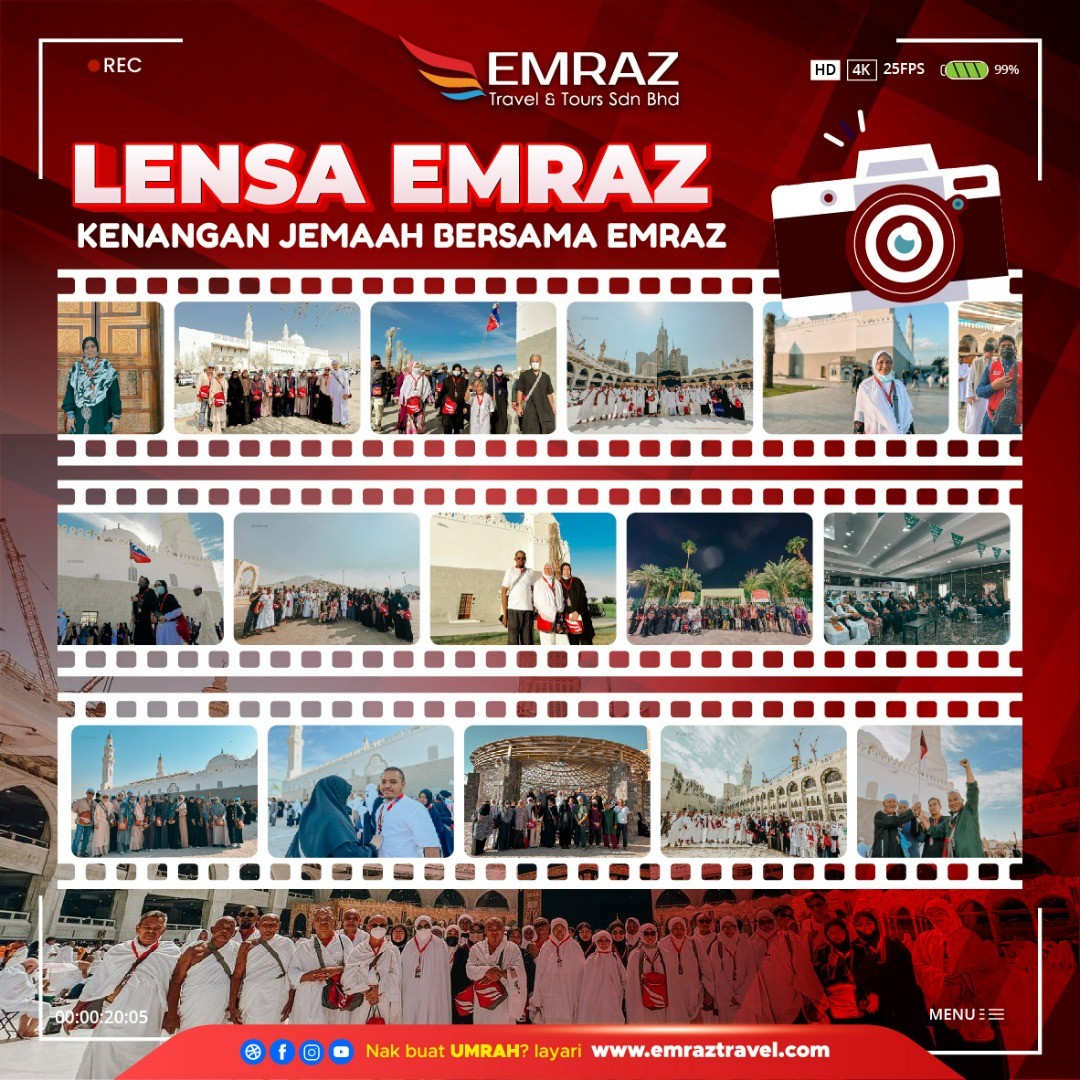 REC
EMRAZ
Travel & Tours Sdn Bhd
HD 4K 25FPS 99%
LENSA EMRAZ
KENANGAN JEMAAH BERSAMA EMRAZ
00:00:20:05
MENU
Nak buat UMRAH? layari www.emraztravel.com